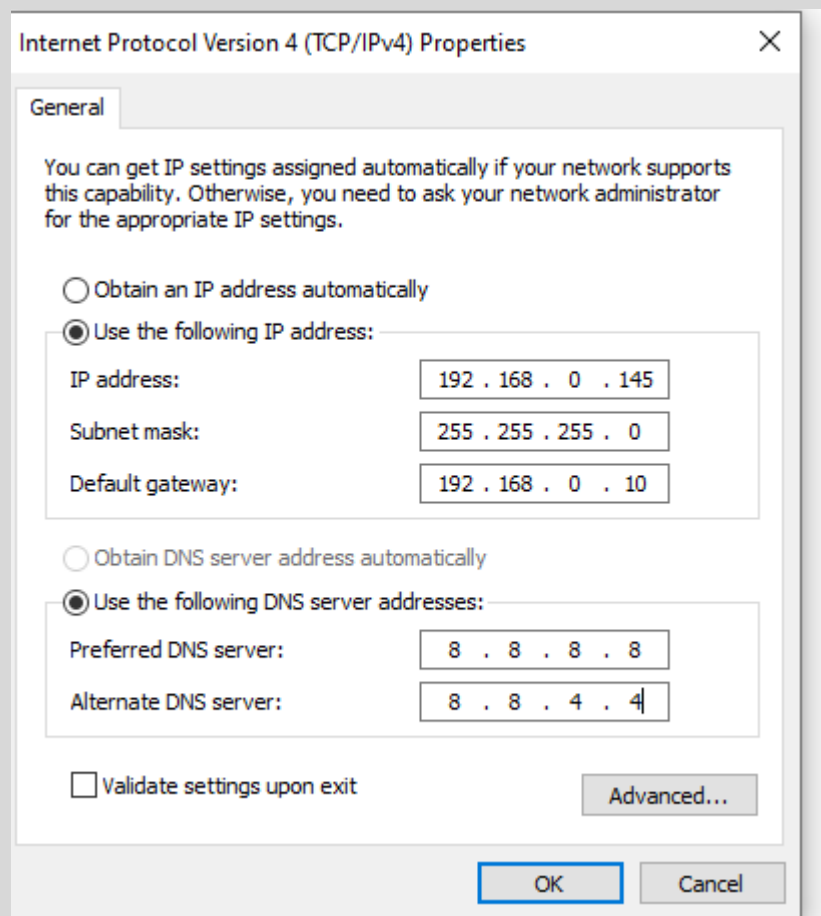 Internet Protocol Version 4 (TCP/IPv4) Properties
General
You can get IP settings assigned automatically if your network supports
this capability. Otherwise, you need to ask your network administrator
for the appropriate IP settings.
Obtain an IP address automatically
Use the following IP address:
IP address: 192 . 168 . 0 . 145
Subnet mask: 255 . 255 . 255 . 0
Default gateway: 192 . 168 . 0 . 10
Obtain DNS server address automatically
Use the following DNS server addresses:
Preferred DNS server: 8 . 8 . 8 . 8
Alternate DNS server: 8 . 8 . 4 . 4
Validate settings upon exit
Advanced...
OK Cancel